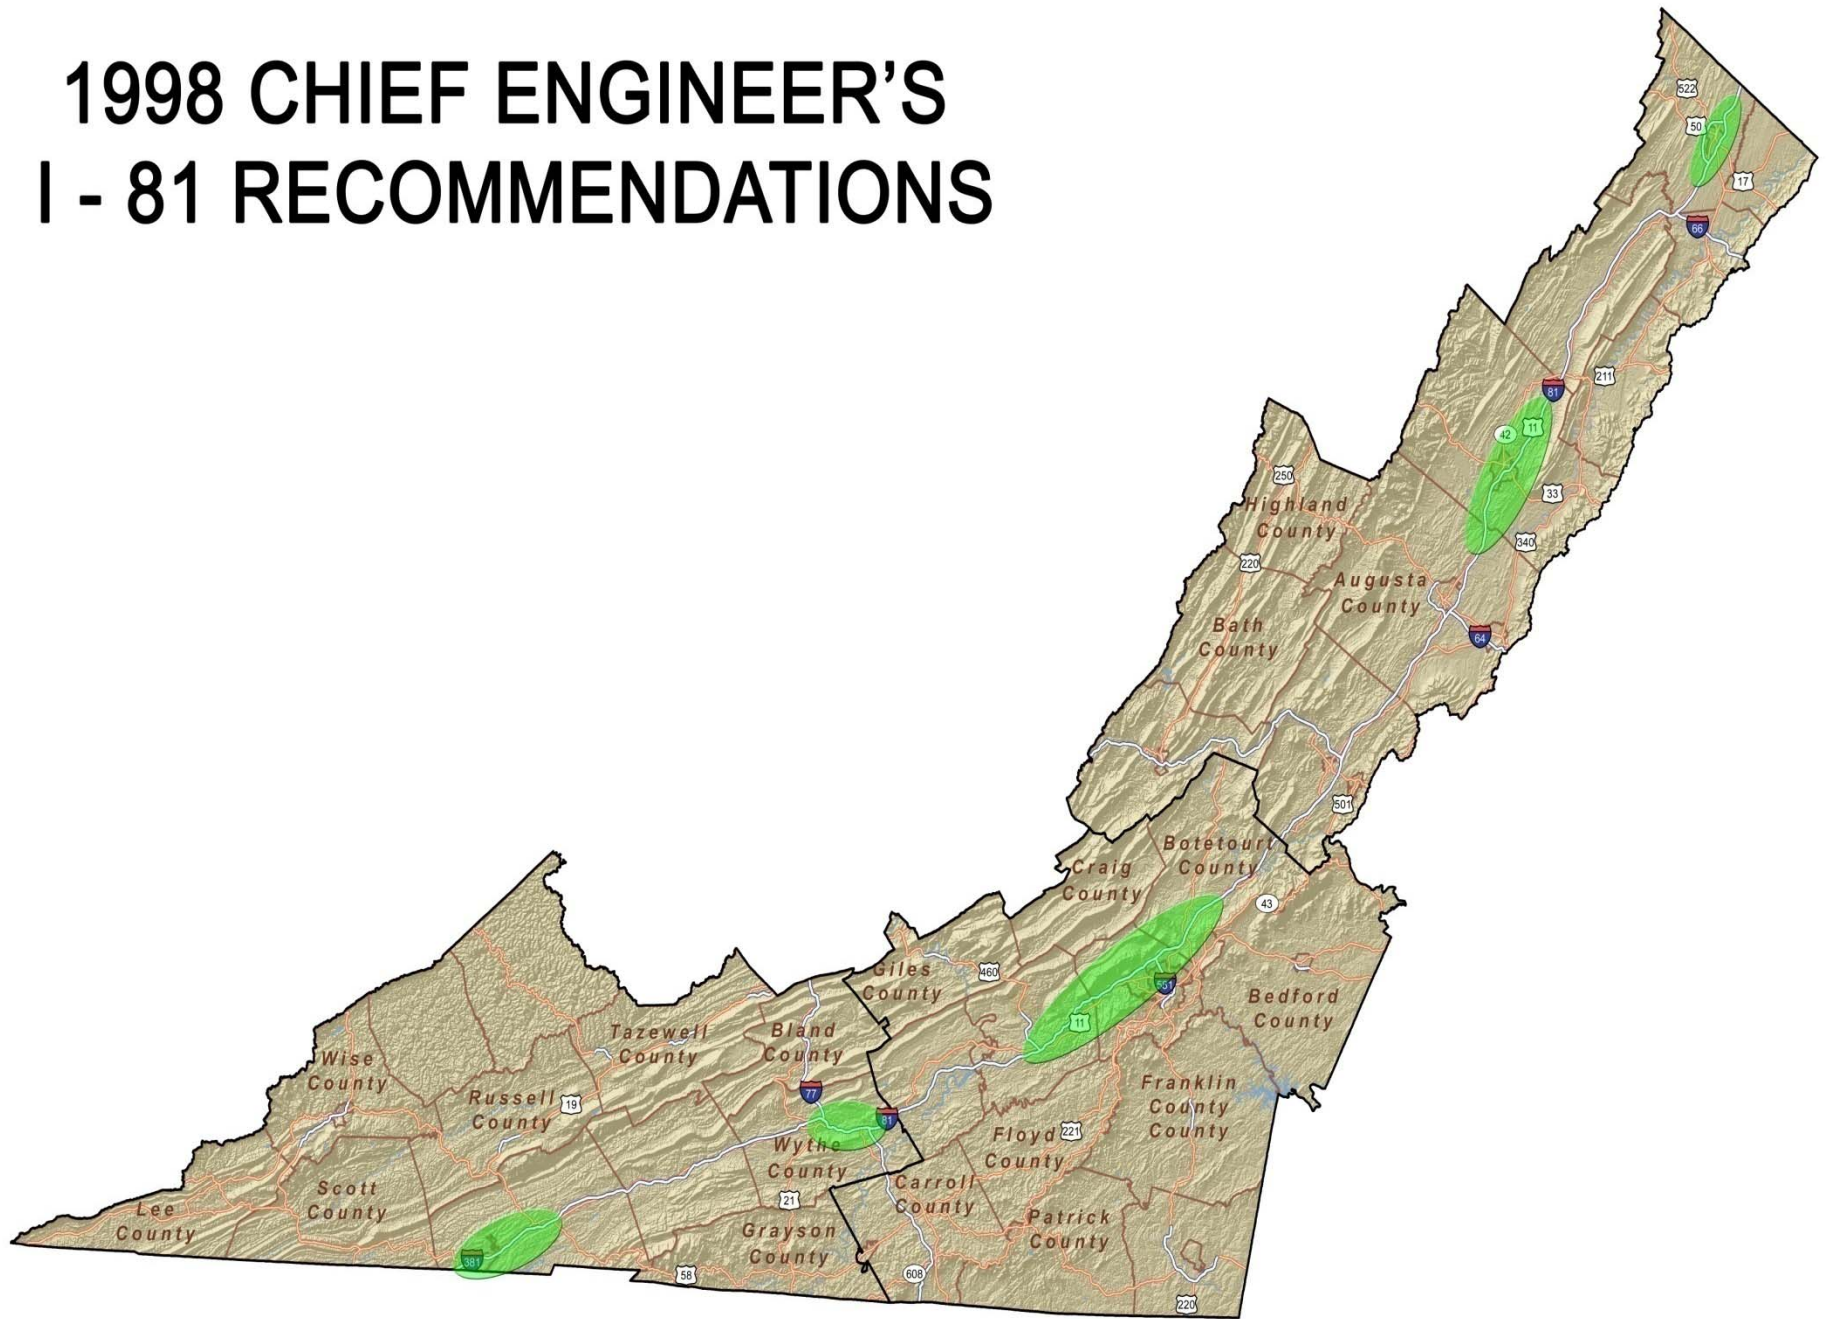 1998 CHIEF ENGINEER'S
I - 81 RECOMMENDATIONS
522
50
17
66
81
211
11
42
33
340
250
Highland
County
220
Augusta
County
Bath
County
64
501
Botetourt
County
Craig
County
43
Giles
County
460
581
11
Bedford
County
Tazewell
County
Bland
County
Wise
County
77
81
Russell
County
19
Franklin
County
County
Floyd
County
221
Wythe
County
Scott
County
Lee
County
21
Carroll
County
Grayson
County
Patrick
County
381
58
608
220